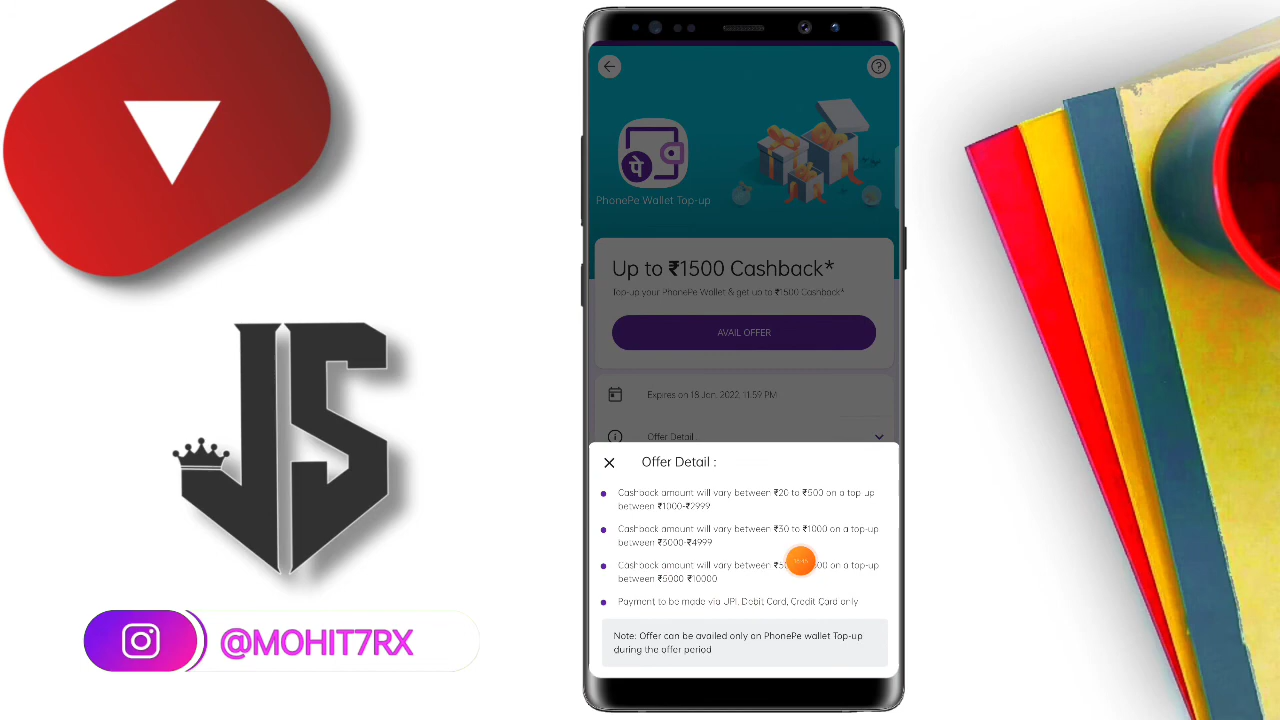 पे
PhonePe Wallet Top-up
Up to ₹1500 Cashback*
Top-up your PhonePe Wallet & get up to ₹1500 Cashback*
AVAIL OFFER
Expires on 18 Jan, 2022, 11:59 PM
Offer Detail :
Offer Detail :
Cashback amount will vary between ₹20 to ₹500 on a top up
between ₹1000-₹2999
Cashback amount will vary between ₹30 to ₹1000 on a top-up
between ₹3000-₹4999
Cashback amount will vary between on a top-up
between ₹5000 ₹10000
Payment to be made via UPI, Debit Card, Credit Card only
Note: Offer can be availed only on PhonePe wallet Top-up
during the offer period
JS
@MOHIT7RX